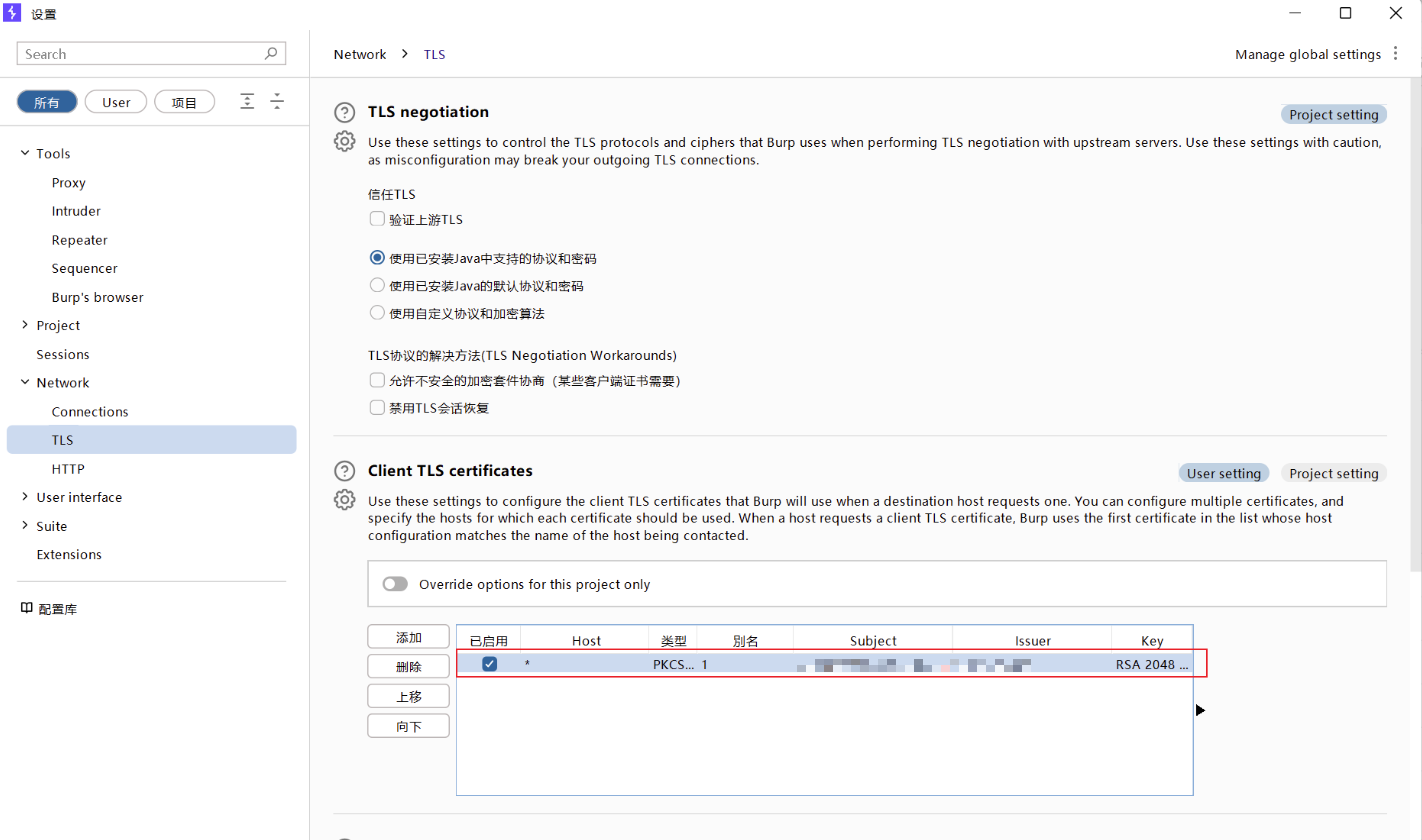 设置
Search
所有
User
项目
Tools
Proxy
Intruder
Repeater
Sequencer
Burp's browser
Project
Sessions
Network
Connections
TLS
HTTP
User interface
Suite
Extensions
配置库
Network > TLS
Manage global settings
TLS negotiation
Project setting
Use these settings to control the TLS protocols and ciphers that Burp uses when performing TLS negotiation with upstream servers. Use these settings with caution,
as misconfiguration may break your outgoing TLS connections.
信任TLS
验证上游TLS
使用已安装Java中支持的协议和密码
使用已安装Java的默认协议和密码
使用自定义协议和加密算法
TLS协议的解决方法(TLS Negotiation Workarounds)
允许不安全的加密套件协商（某些客户端证书需要）
禁用TLS会话恢复
Client TLS certificates
User setting
Project setting
Use these settings to configure the client TLS certificates that Burp will use when a destination host requests one. You can configure multiple certificates, and
specify the hosts for which each certificate should be used. When a host requests a client TLS certificate, Burp uses the first certificate in the list whose host
configuration matches the name of the host being contacted.
Override options for this project only
添加
删除
上移
向下
已启用 Host 类型 別名 Subject Issuer Key
* PKCS... 1 RSA 2048 ...